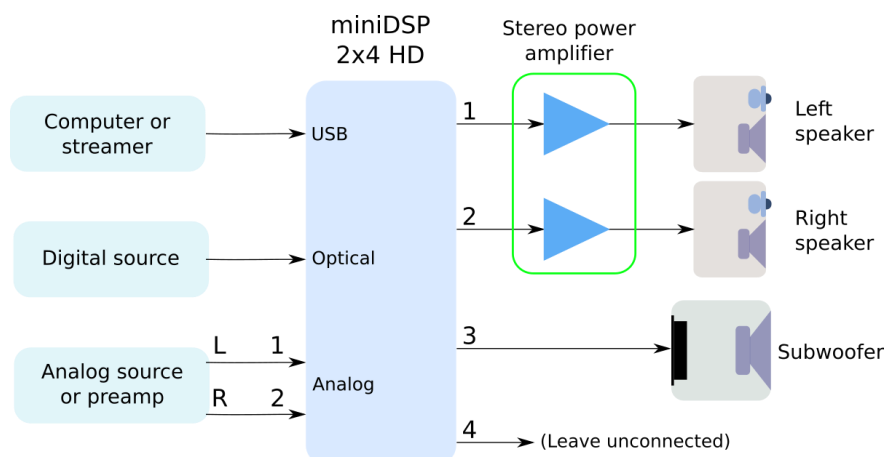 miniDSP
2x4 HD
Stereo power
amplifier
Computer or
streamer
USB
1
Left
speaker
2
Right
speaker
Digital source
Optical
3
Subwoofer
Analog source
or preamp
L
1
R
2
Analog
4
(Leave unconnected)